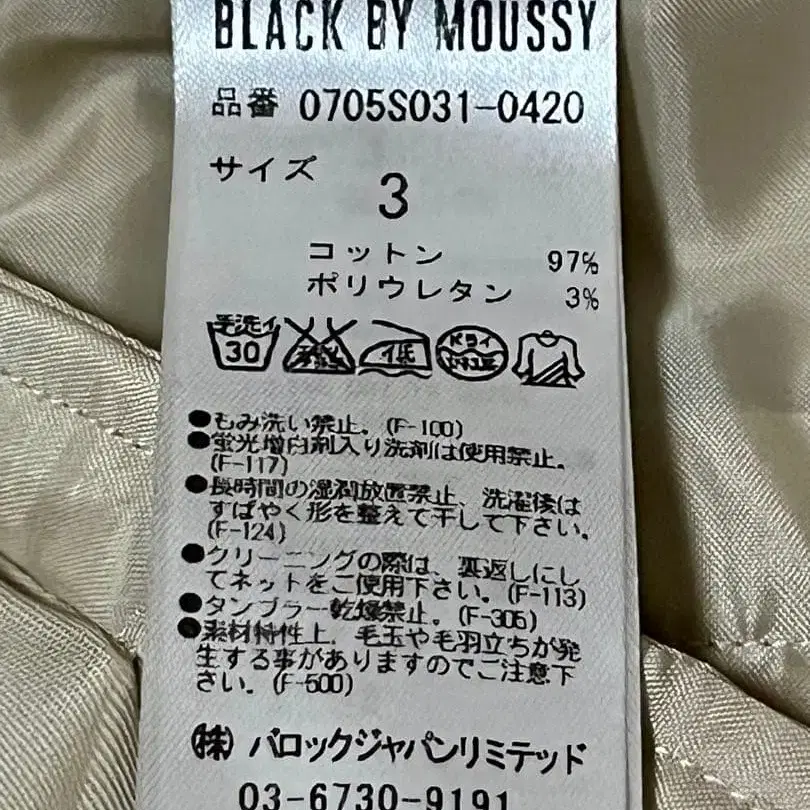 BLACK BY MOUSSY
品番 0705S031-0420
サイズ
3
コットン 97%
ポリウレタン 3%
手洗イ
30
低
ドライ
●もみ洗い禁止。(F-100)
●蛍光増白剤入り洗剤は使用禁止。
(F-117)
●長時間の湿潤放置禁止、洗濯後は
すばやく形を整えて干して下さい。
(F-124)
●クリーニングの際は、裏返しにし
てネットをご使用下さい。(F-113)
●タンブラー乾燥禁止。(F-306)
●素材特性上、毛玉や毛羽立ちが発
生する事がありますのでご注意下
さい。(F-500)
(株) バロックジャパンリミテッド
03-6730-9191